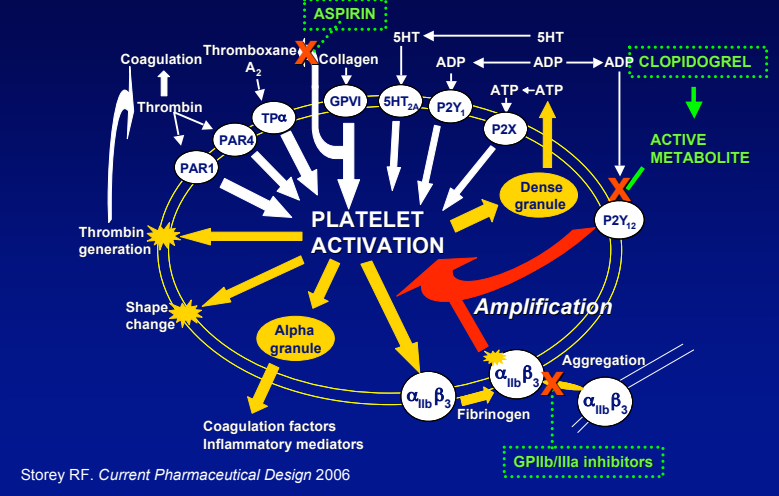 ASPIRIN
5HT
5HT
Thromboxane
A2
Collagen
Coagulation
ADP
ADP
ADP
CLOPIDOGREL
ATP
ATP
Thrombin
GPVI
5HT2A
P2Y1
TPα
P2X
PAR4
PAR1
ACTIVE
METABOLITE
Dense
granule
P2Y12
PLATELET
ACTIVATION
Thrombin
generation
Amplification
Shape
change
Alpha
granule
Aggregation
αIIbβ3
αIIbβ3
αIIbβ3
Fibrinogen
Coagulation factors
Inflammatory mediators
GPIIb/IIIa inhibitors
Storey RF. Current Pharmaceutical Design 2006